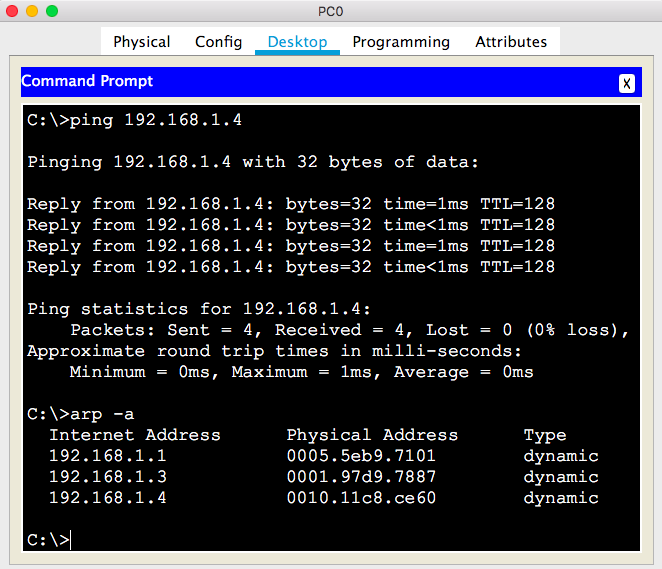 PC0
Physical Config Desktop Programming Attributes
Command Prompt
X
C:\>ping 192.168.1.4
Pinging 192.168.1.4 with 32 bytes of data:
Reply from 192.168.1.4: bytes=32 time=1ms TTL=128
Reply from 192.168.1.4: bytes=32 time<1ms TTL=128
Reply from 192.168.1.4: bytes=32 time=1ms TTL=128
Reply from 192.168.1.4: bytes=32 time<1ms TTL=128
Ping statistics for 192.168.1.4:
Packets: Sent = 4, Received = 4, Lost = 0 (0% loss),
Approximate round trip times in milli-seconds:
Minimum = 0ms, Maximum = 1ms, Average = 0ms
C:\>arp -a
Internet Address Physical Address Type
192.168.1.1 0005.5eb9.7101 dynamic
192.168.1.3 0001.97d9.7887 dynamic
192.168.1.4 0010.11c8.ce60 dynamic
C:\>